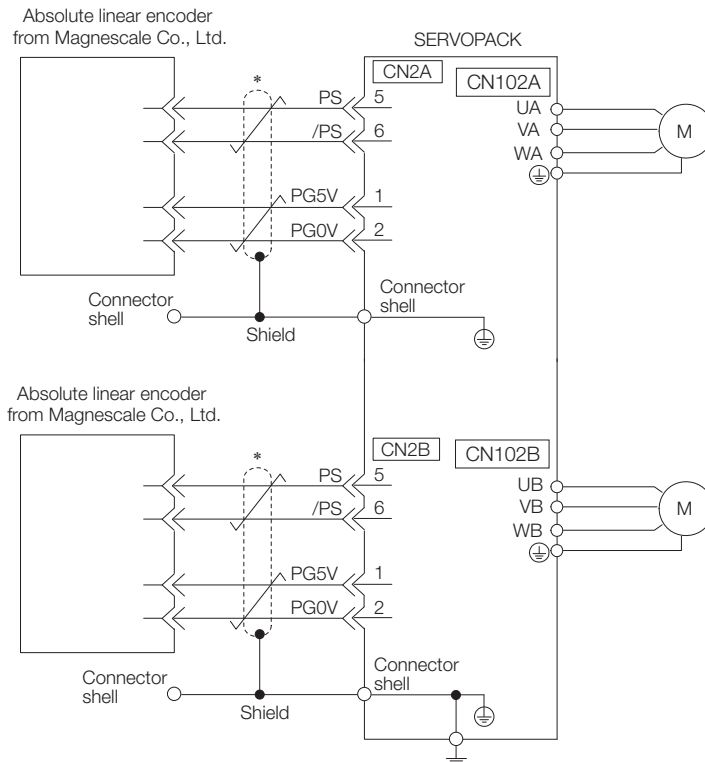 Absolute linear encoder
from Magnescale Co., Ltd.
SERVOPACK
CN2A
CN102A
*
PS
5
/PS
6
PG5V
1
PG0V
2
UA
VA
WA
M
Connector
shell
Shield
Connector
shell
Absolute linear encoder
from Magnescale Co., Ltd.
CN2B
CN102B
*
PS
5
/PS
6
PG5V
1
PG0V
2
UB
VB
WB
M
Connector
shell
Shield
Connector
shell